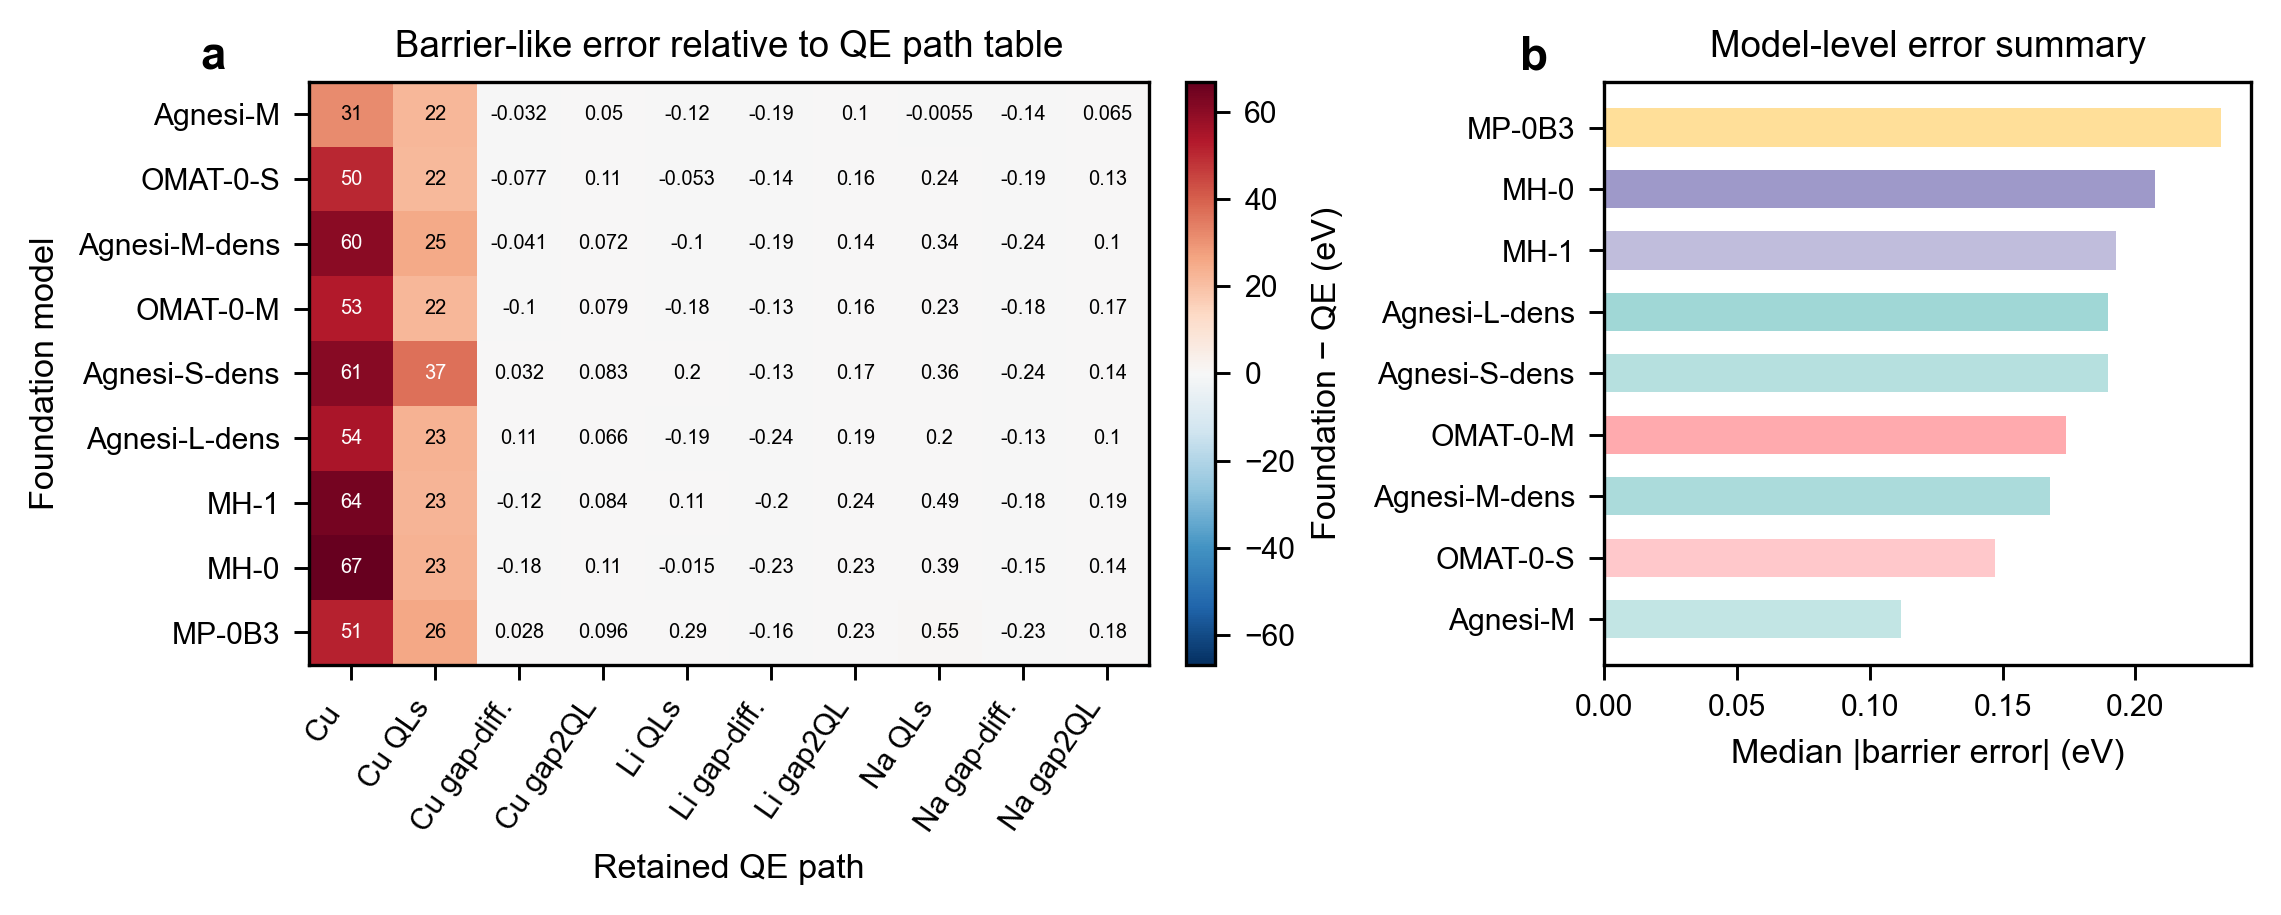 a
Barrier-like error relative to QE path table
Foundation model
Agnesi-M 31 22 -0.032 0.05 -0.12 -0.19 0.1 -0.0055 -0.14 0.065
OMAT-0-S 50 22 -0.077 0.11 -0.053 -0.14 0.16 0.24 -0.19 0.13
Agnesi-M-dens 60 25 -0.041 0.072 -0.1 -0.19 0.14 0.34 -0.24 0.1
OMAT-0-M 53 22 -0.1 0.079 -0.18 -0.13 0.16 0.23 -0.18 0.17
Agnesi-S-dens 61 37 0.032 0.083 0.2 -0.13 0.17 0.36 -0.24 0.14
Agnesi-L-dens 54 23 0.11 0.066 -0.19 -0.24 0.19 0.2 -0.13 0.1
MH-1 64 23 -0.12 0.084 0.11 -0.2 0.24 0.49 -0.18 0.19
MH-0 67 23 -0.18 0.11 -0.015 -0.23 0.23 0.39 -0.15 0.14
MP-0B3 51 26 0.028 0.096 0.29 -0.16 0.23 0.55 -0.23 0.18
Cu
Cu QLs
Cu gap-diff.
Cu gap2QL
Li QLs
Li gap-diff.
Li gap2QL
Na QLs
Na gap-diff.
Na gap2QL
Retained QE path
60
40
20
0
−20
−40
−60
Foundation − QE (eV)
b
Model-level error summary
MP-0B3
MH-0
MH-1
Agnesi-L-dens
Agnesi-S-dens
OMAT-0-M
Agnesi-M-dens
OMAT-0-S
Agnesi-M
0.00 0.05 0.10 0.15 0.20
Median |barrier error| (eV)